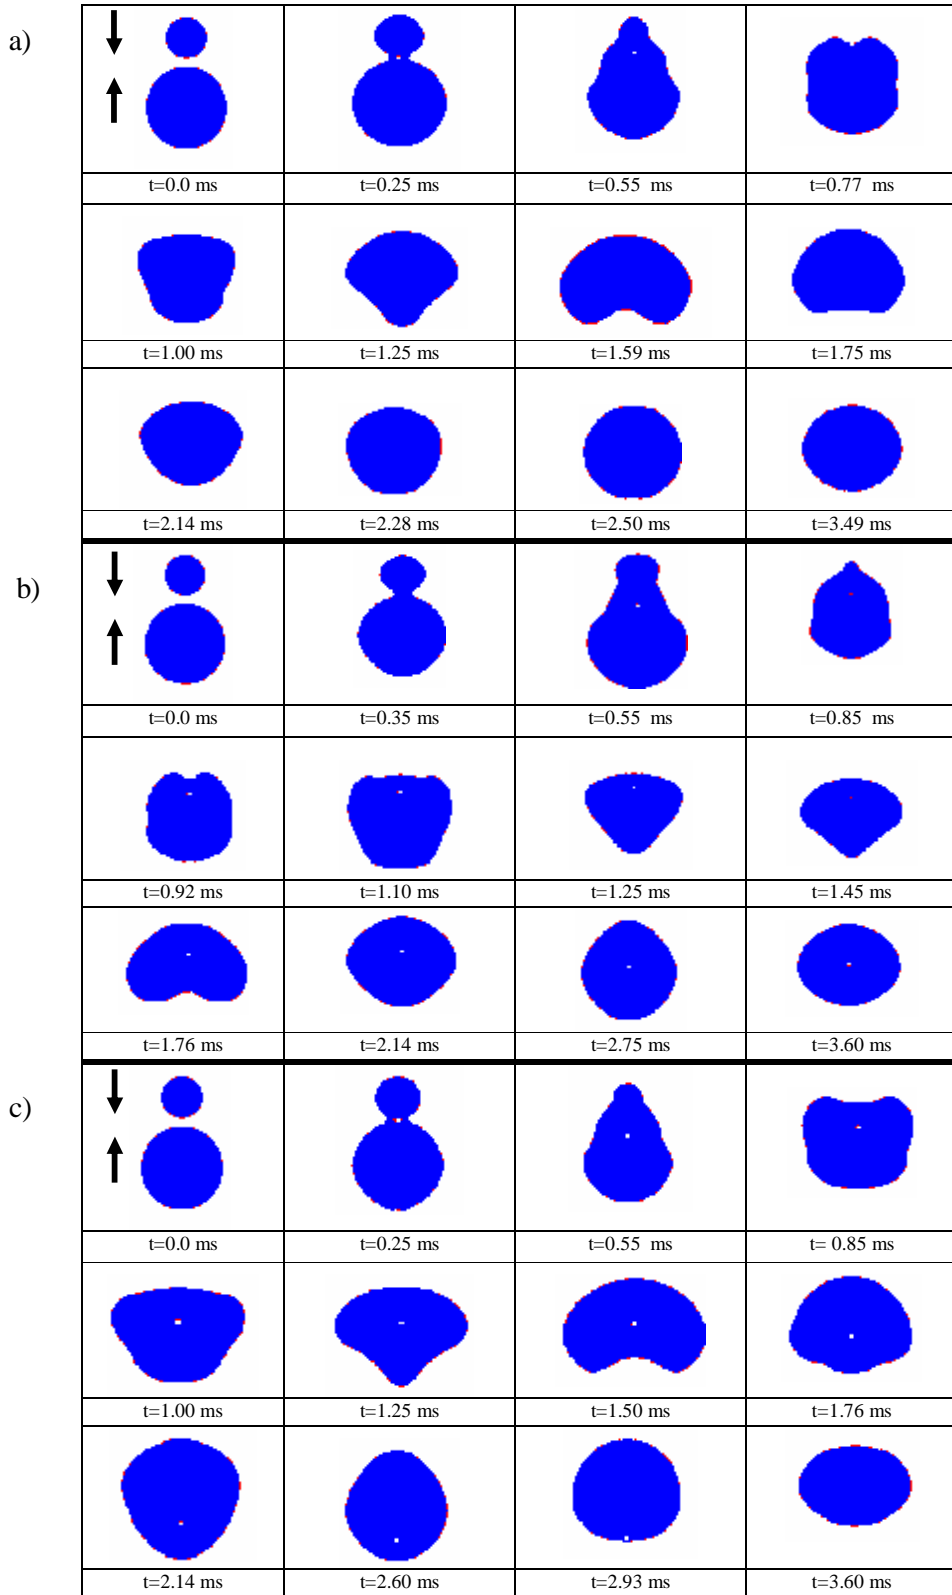 a)
t=0.0 ms t=0.25 ms t=0.55 ms t=0.77 ms
t=1.00 ms t=1.25 ms t=1.59 ms t=1.75 ms
t=2.14 ms t=2.28 ms t=2.50 ms t=3.49 ms
b)
t=0.0 ms t=0.35 ms t=0.55 ms t=0.85 ms
t=0.92 ms t=1.10 ms t=1.25 ms t=1.45 ms
t=1.76 ms t=2.14 ms t=2.75 ms t=3.60 ms
c)
t=0.0 ms t=0.25 ms t=0.55 ms t= 0.85 ms
t=1.00 ms t=1.25 ms t=1.50 ms t=1.76 ms
t=2.14 ms t=2.60 ms t=2.93 ms t=3.60 ms